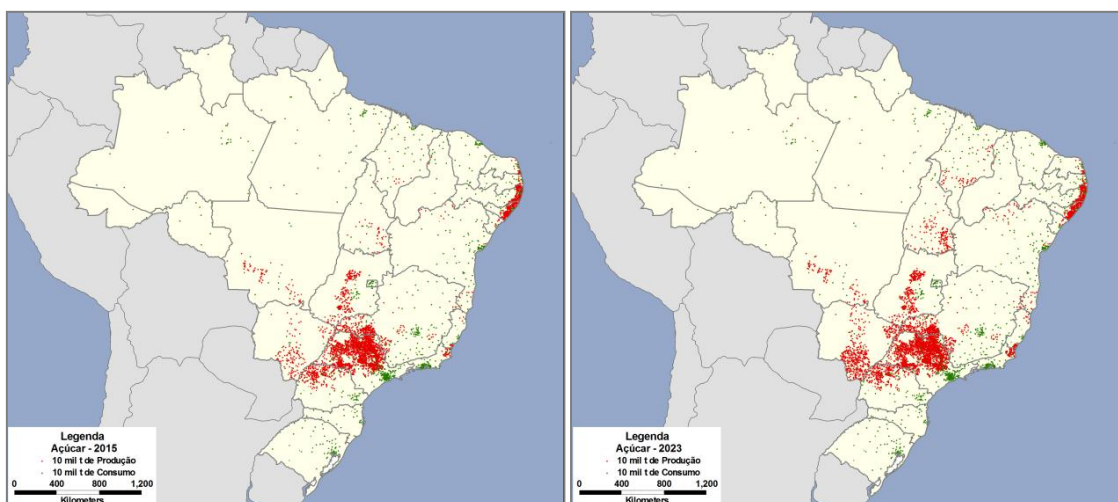 Legenda
Açúcar - 2015
10 mil t de Produção
10 mil t de Consumo
0 400 800 1,200
Kilometers
Legenda
Açúcar - 2023
10 mil t de Produção
10 mil t de Consumo
0 400 800 1,200
Kilometers